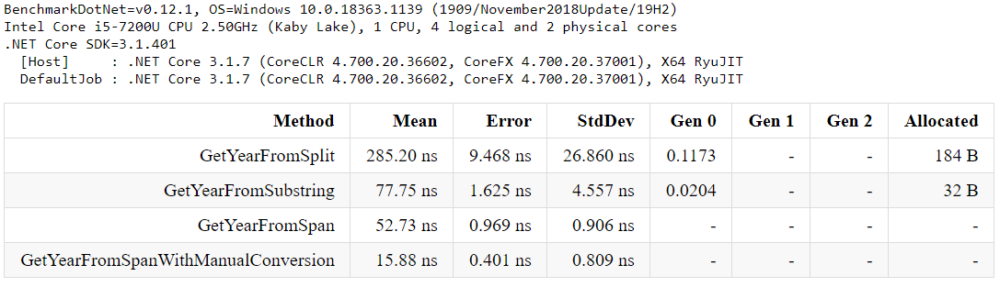 BenchmarkDotNet=v0.12.1, OS=Windows 10.0.18363.1139 (1909/November2018Update/19H2)
Intel Core i5-7200U CPU 2.50GHz (Kaby Lake), 1 CPU, 4 logical and 2 physical cores
.NET Core SDK=3.1.401
[Host]     : .NET Core 3.1.7 (CoreCLR 4.700.20.36602, CoreFX 4.700.20.37001), X64 RyuJIT
DefaultJob : .NET Core 3.1.7 (CoreCLR 4.700.20.36602, CoreFX 4.700.20.37001), X64 RyuJIT
Method Mean Error StdDev Gen 0 Gen 1 Gen 2 Allocated
GetYearFromSplit 285.20 ns 9.468 ns 26.860 ns 0.1173 - - 184 B
GetYearFromSubstring 77.75 ns 1.625 ns 4.557 ns 0.0204 - - 32 B
GetYearFromSpan 52.73 ns 0.969 ns 0.906 ns - - - -
GetYearFromSpanWithManualConversion 15.88 ns 0.401 ns 0.809 ns - - - -